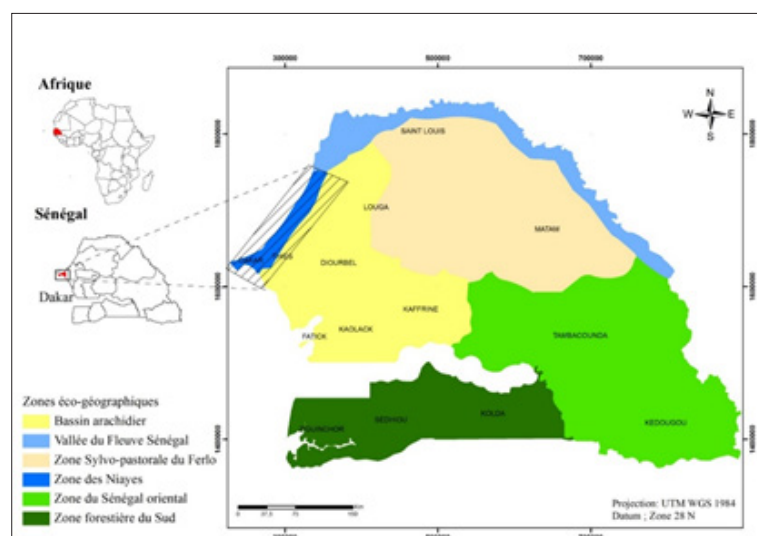 Afrique
Sénégal
Dakar
300000 500000 700000
N
W E
S
1800000
1800000
SAINT LOUIS
LOUGA
MATAM
DIOURBEL
KAFFRINE
KAOLACK
FATICK
TAMBACOUNDA
KOLDA
KEDOUGOU
1400000
1400000
Zones éco-géographiques
Bassin arachidier
Vallée du Fleuve Sénégal
Zone Sylvo-pastorale du Ferlo
Zone des Niayes
Zone du Sénégal oriental
Zone forestière du Sud
Projection: UTM WGS 1984
Datum ; Zone 28 N